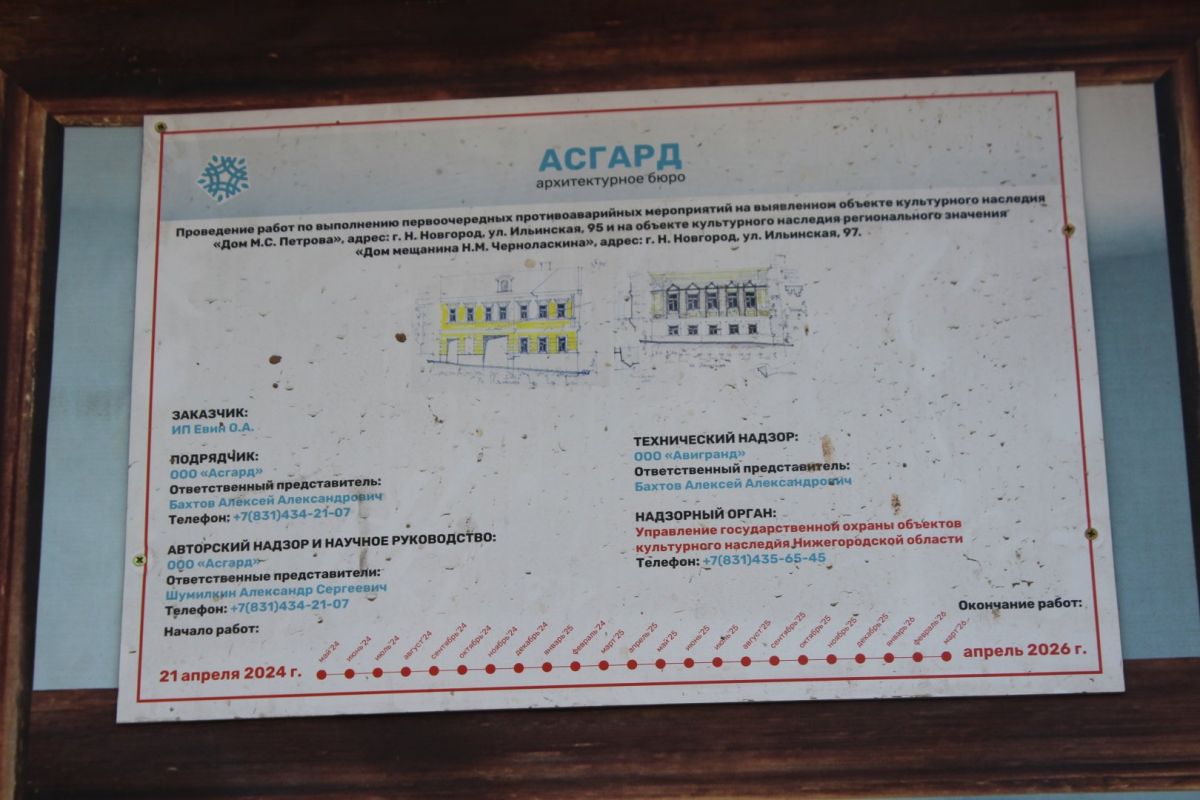 АСГАРД
архитектурное бюро
Проведение работ по выполнению первоочередных противоаварийных мероприятий на выявленном объекте культурного наследия
«Дом М.С. Петрова», адрес: г. Н. Новгород, ул. Ильинская, 95 и на объекте культурного наследия регионального значения
«Дом мещанина Н.М. Черноласкина», адрес: г. Н. Новгород, ул. Ильинская, 97.
ЗАКАЗЧИК:
ИП Евин О.А.
ПОДРЯДЧИК:
ООО «Асгард»
Ответственный представитель:
Бахтов Алексей Александрович
Телефон: +7(831)434-21-07
АВТОРСКИЙ НАДЗОР И НАУЧНОЕ РУКОВОДСТВО:
ООО «Асгард»
Ответственные представители:
Шумилкин Александр Сергеевич
Телефон: +7(831)434-21-07
ТЕХНИЧЕСКИЙ НАДЗОР:
ООО «Авигранд»
Ответственный представитель:
Бахтов Алексей Александрович
НАДЗОРНЫЙ ОРГАН:
Управление государственной охраны объектов
культурного наследия Нижегородской области
Телефон: +7(831)435-65-45
Начало работ:
21 апреля 2024 г.
май'24
июнь'24
июль'24
август'24
сентябрь'24
октябрь'24
ноябрь'24
декабрь'24
январь'25
февраль'24
март'25
апрель'25
май'25
июнь'25
июль'25
август'25
сентябрь'25
октябрь'25
ноябрь'25
декабрь'25
январь'26
февраль'26
март'26
Окончание работ:
апрель 2026 г.